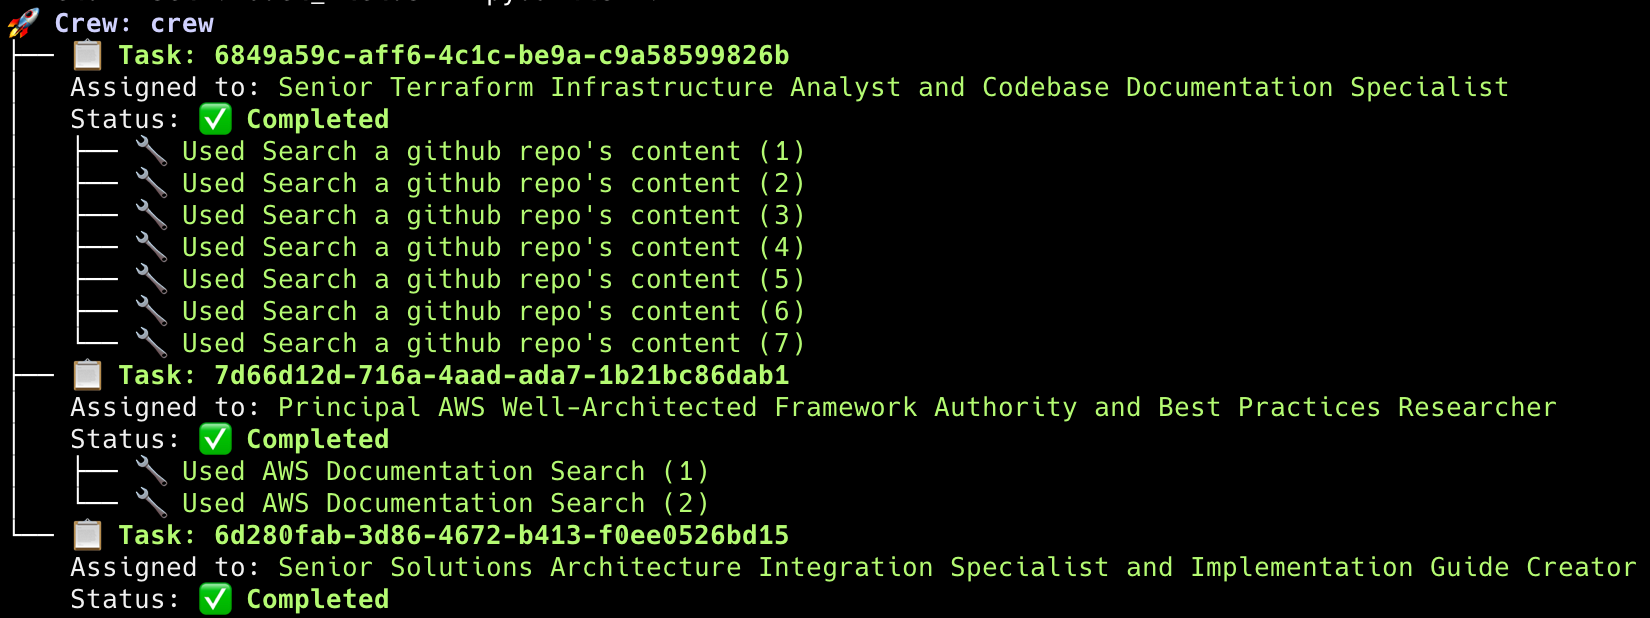 🚀 Crew: crew
├── 📋 Task: 6849a59c-aff6-4c1c-be9a-c9a58599826b
Assigned to: Senior Terraform Infrastructure Analyst and Codebase Documentation Specialist
Status: ✅ Completed
├── 🔧 Used Search a github repo's content (1)
├── 🔧 Used Search a github repo's content (2)
├── 🔧 Used Search a github repo's content (3)
├── 🔧 Used Search a github repo's content (4)
├── 🔧 Used Search a github repo's content (5)
├── 🔧 Used Search a github repo's content (6)
└── 🔧 Used Search a github repo's content (7)
├── 📋 Task: 7d66d12d-716a-4aad-ada7-1b21bc86dab1
Assigned to: Principal AWS Well-Architected Framework Authority and Best Practices Researcher
Status: ✅ Completed
├── 🔧 Used AWS Documentation Search (1)
└── 🔧 Used AWS Documentation Search (2)
└── 📋 Task: 6d280fab-3d86-4672-b413-f0ee0526bd15
Assigned to: Senior Solutions Architecture Integration Specialist and Implementation Guide Creator
Status: ✅ Completed